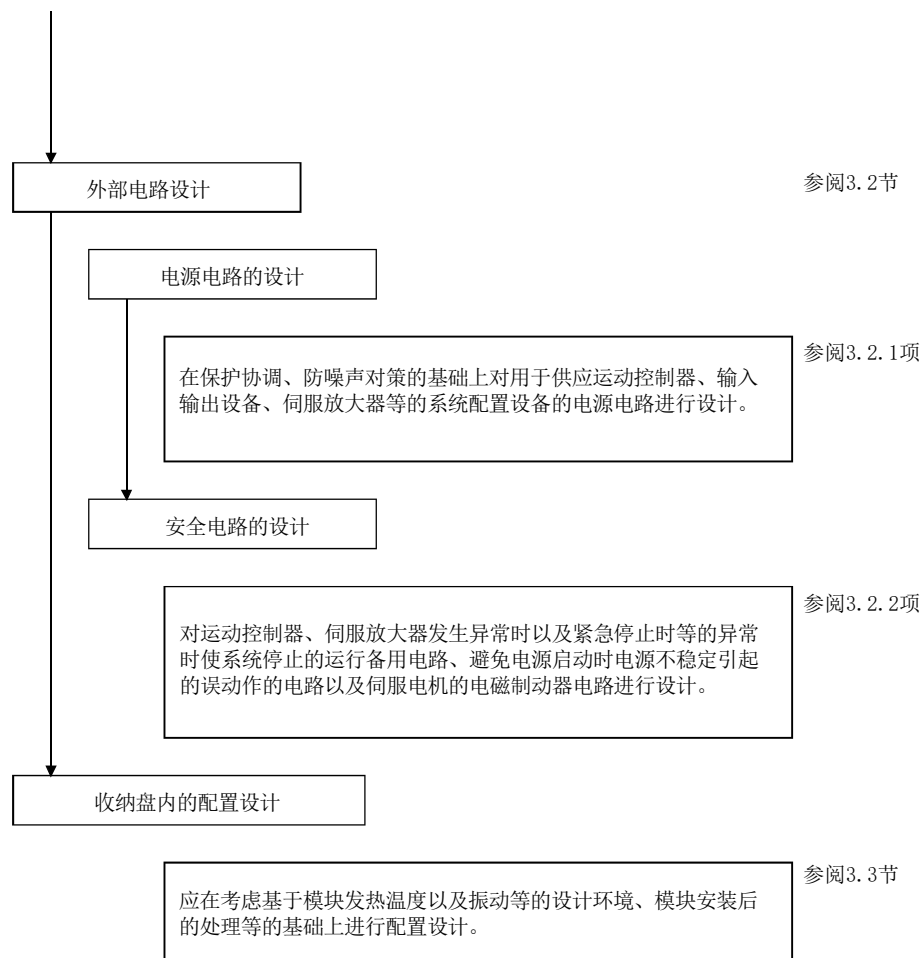 外部电路设计
参阅3.2节
电源电路的设计
参阅3.2.1项
在保护协调、防噪声对策的基础上对用于供应运动控制器、输入
输出设备、伺服放大器等的系统配置设备的电源电路进行设计。
安全电路的设计
参阅3.2.2项
对运动控制器、伺服放大器发生异常时以及紧急停止时等的异常
时使系统停止的运行备用电路、避免电源启动时电源不稳定引起
的误动作的电路以及伺服电机的电磁制动器电路进行设计。
收纳盘内的配置设计
参阅3.3节
应在考虑基于模块发热温度以及振动等的设计环境、模块安装后
的处理等的基础上进行配置设计。